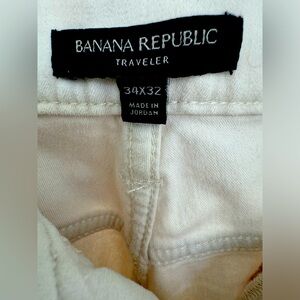 BANANA REPUBLIC
TRAVELER
34X32
MADE IN
JORDAN